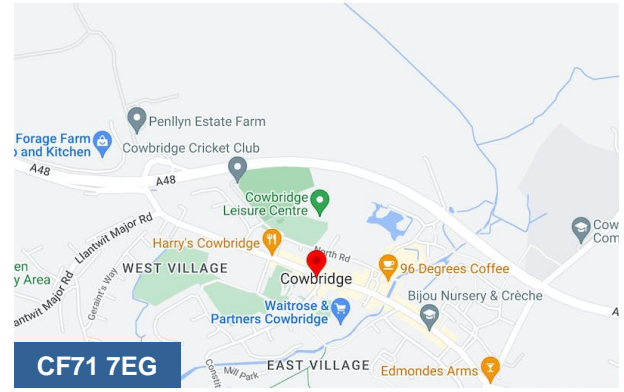 Penllyn Estate Farm
Forage Farm
and Kitchen
Cowbridge Cricket Club
A48
A48
Cowbridge
Leisure Centre
Llantwit Major Rd
Harry's Cowbridge
North Rd
WEST VILLAGE
96 Degrees Coffee
Cowbridge
Geraint's Way
Llantwit Major Rd
Waitrose &
Partners Cowbridge
Bijou Nursery & Crèche
A48
EAST VILLAGE
Mill Park
Edmondes Arms
CF71 7EG